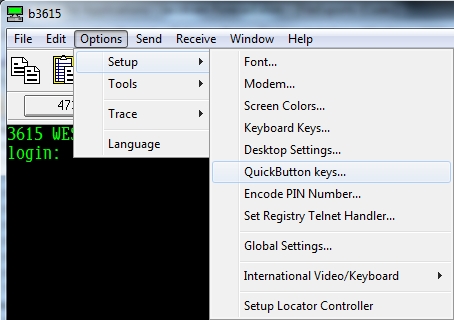 b3615
File Edit Options Send Receive Window Help
Setup
Tools
Trace
Language
Font...
Modem...
Screen Colors...
Keyboard Keys...
Desktop Settings...
QuickButton keys...
Encode PIN Number...
Set Registry Telnet Handler...
Global Settings...
International Video/Keyboard
Setup Locator Controller
47
3615 WES
login: